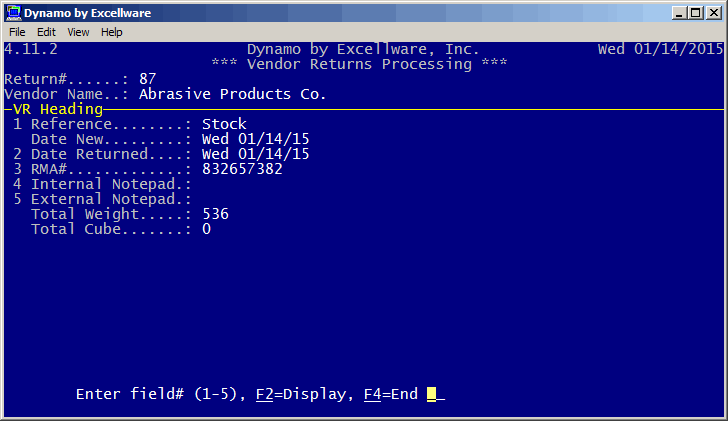 Dynamo by Excellware
File Edit View Help
4.11.2 Dynamo by Excellware, Inc. Wed 01/14/2015
*** Vendor Returns Processing ***
Return#......: 87
Vendor Name..: Abrasive Products Co.
VR Heading
1 Reference........: Stock
Date New.........: Wed 01/14/15
2 Date Returned....: Wed 01/14/15
3 RMA#.............: 832657382
4 Internal Notepad.:
5 External Notepad.:
Total Weight.....: 536
Total Cube.......: 0
Enter field# (1-5), F2=Display, F4=End